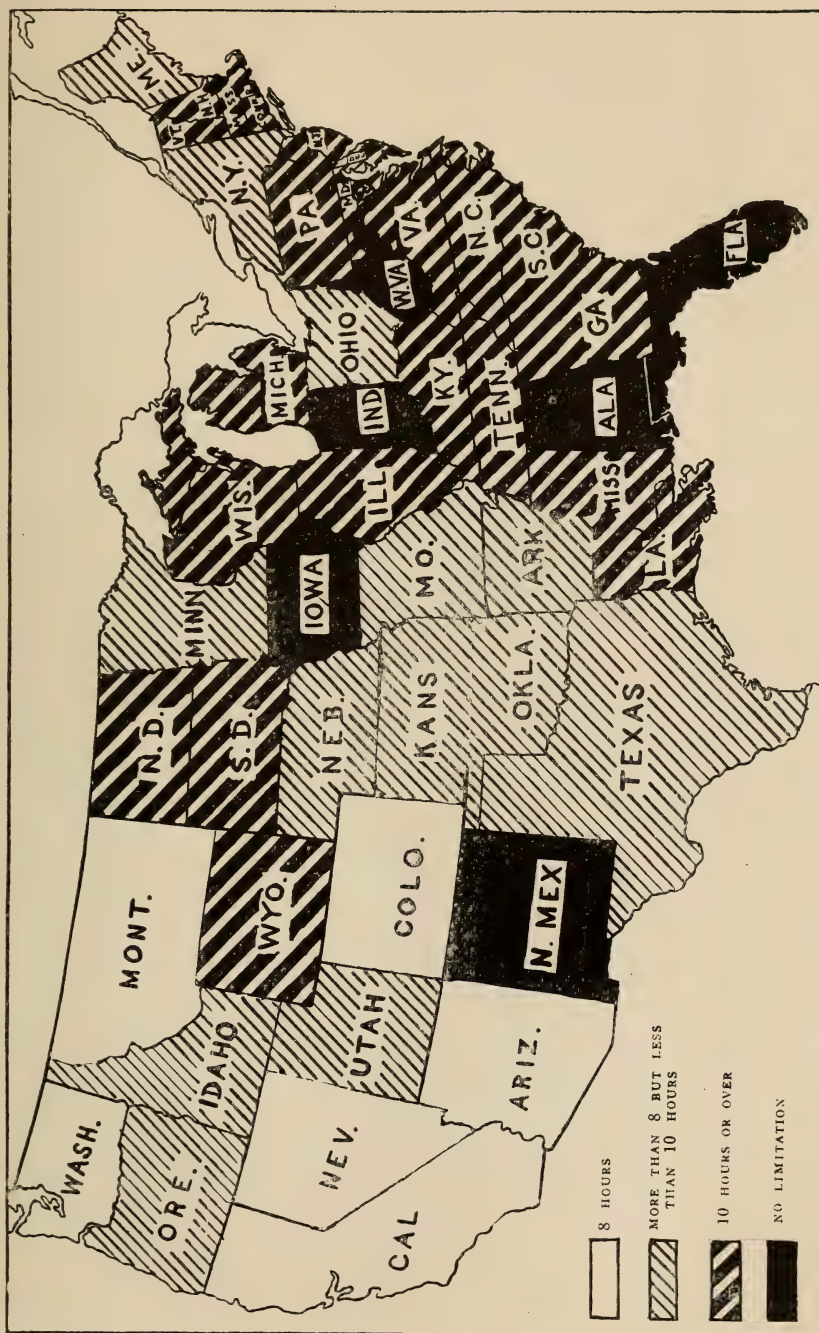 WASH.
MONT.
N.D.
MINN
ME.
ORE.
IDAHO
WYO.
S.D.
WIS.
MICH.
VT
N.H.
MASS
N.Y.
NEV.
UTAH
COLO.
NEB.
IOWA
ILL
IND
OHIO
PA.
CAL
ARIZ.
N. MEX
KANS
MO.
KY.
W.VA
VA.
MD.
DEL
OKLA.
ARK
TENN.
N.C.
TEXAS
LA.
MISS
ALA
GA
S.C.
FLA
8 HOURS
MORE THAN 8 BUT LESS
THAN 10 HOURS
10 HOURS OR OVER
NO LIMITATION